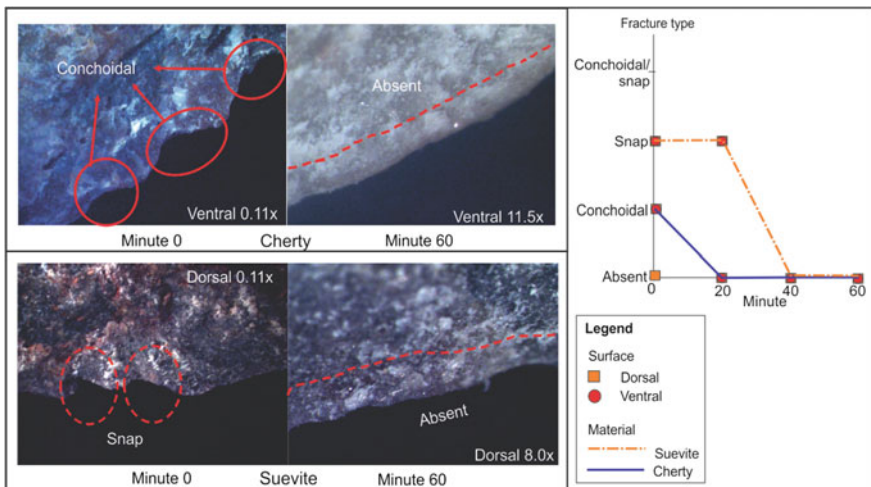 Conchoidal
Ventral 0.11x
Absent
Ventral 11.5x
Minute 0 Cherty Minute 60
Dorsal 0.11x
Snap
Absent
Dorsal 8.0x
Minute 0 Suevite Minute 60
Fracture type
Conchoidal/
snap
Snap
Conchoidal
Absent
0 20 40 60
Minute
Legend
Surface
Dorsal
Ventral
Material
Suevite
Cherty